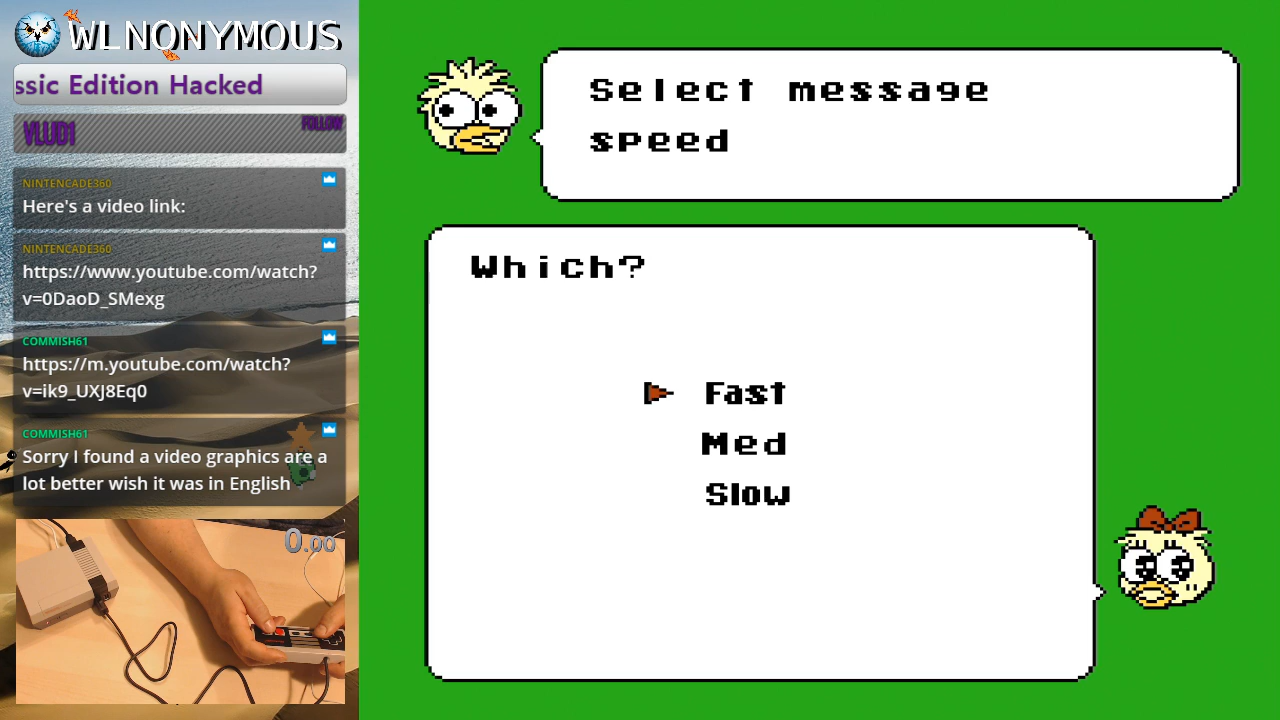 WLNONYMOUS
ssic Edition Hacked
VLUD1
FOLLOW
NINTENCADE360
Here's a video link:
NINTENCADE360
https://www.youtube.com/watch?
v=0DaoD_SMexg
COMMISH61
https://m.youtube.com/watch?
v=ik9_UXJ8Eq0
COMMISH61
Sorry I found a video graphics are a
lot better wish it was in English
0.00
Select message
speed
Which?
Fast
Med
Slow